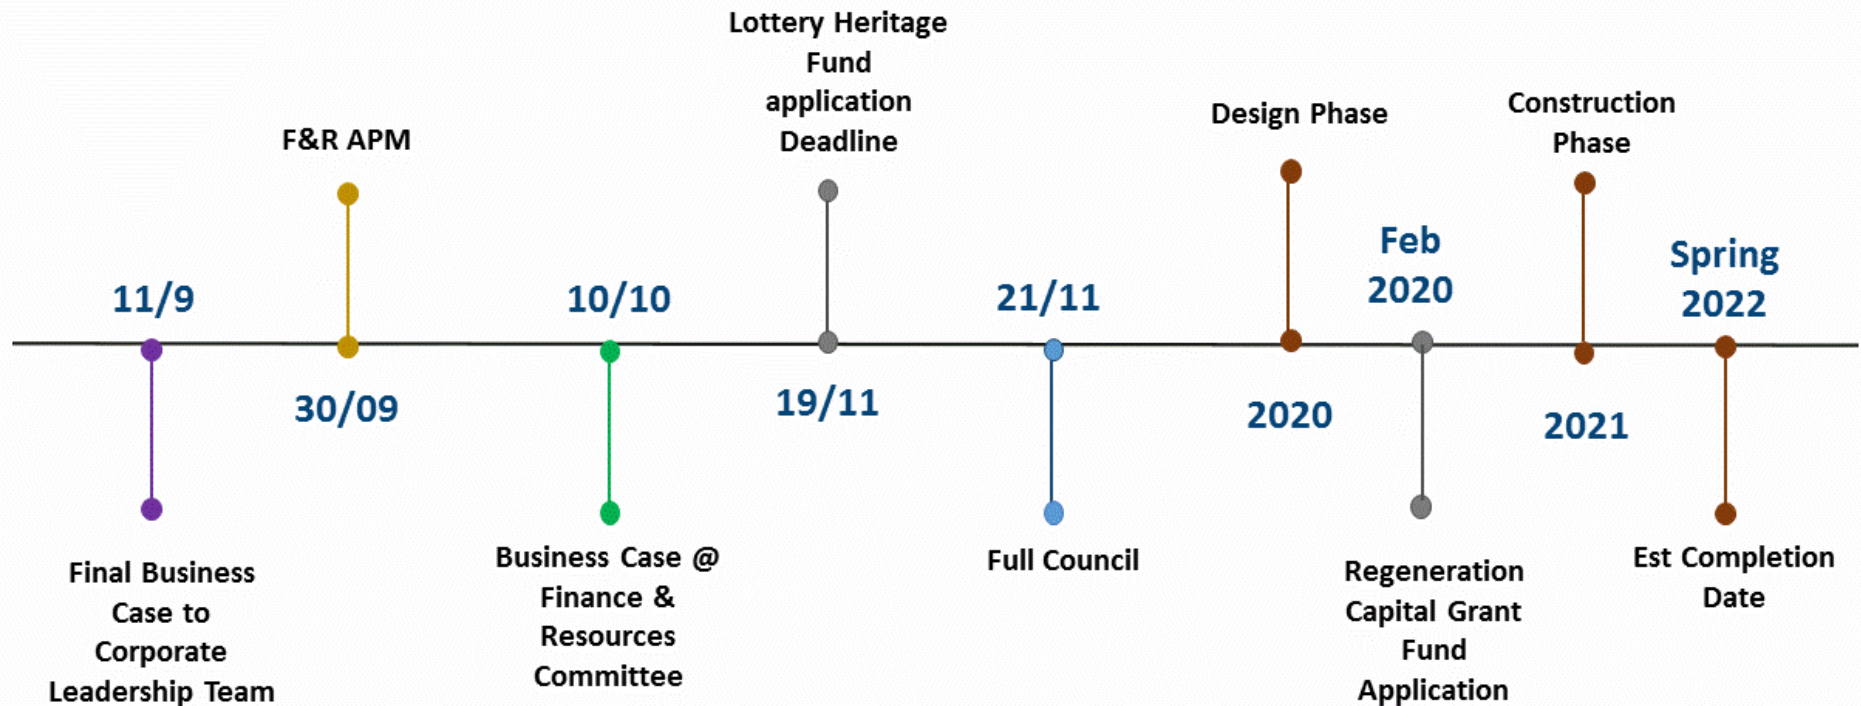 11/9
Final Business
Case to
Corporate
Leadership Team
F&R APM
30/09
10/10
Business Case @
Finance &
Resources
Committee
Lottery Heritage
Fund
application
Deadline
19/11
21/11
Full Council
Design Phase
2020
Feb
2020
Regeneration
Capital Grant
Fund
Application
Construction
Phase
2021
Spring
2022
Est Completion
Date